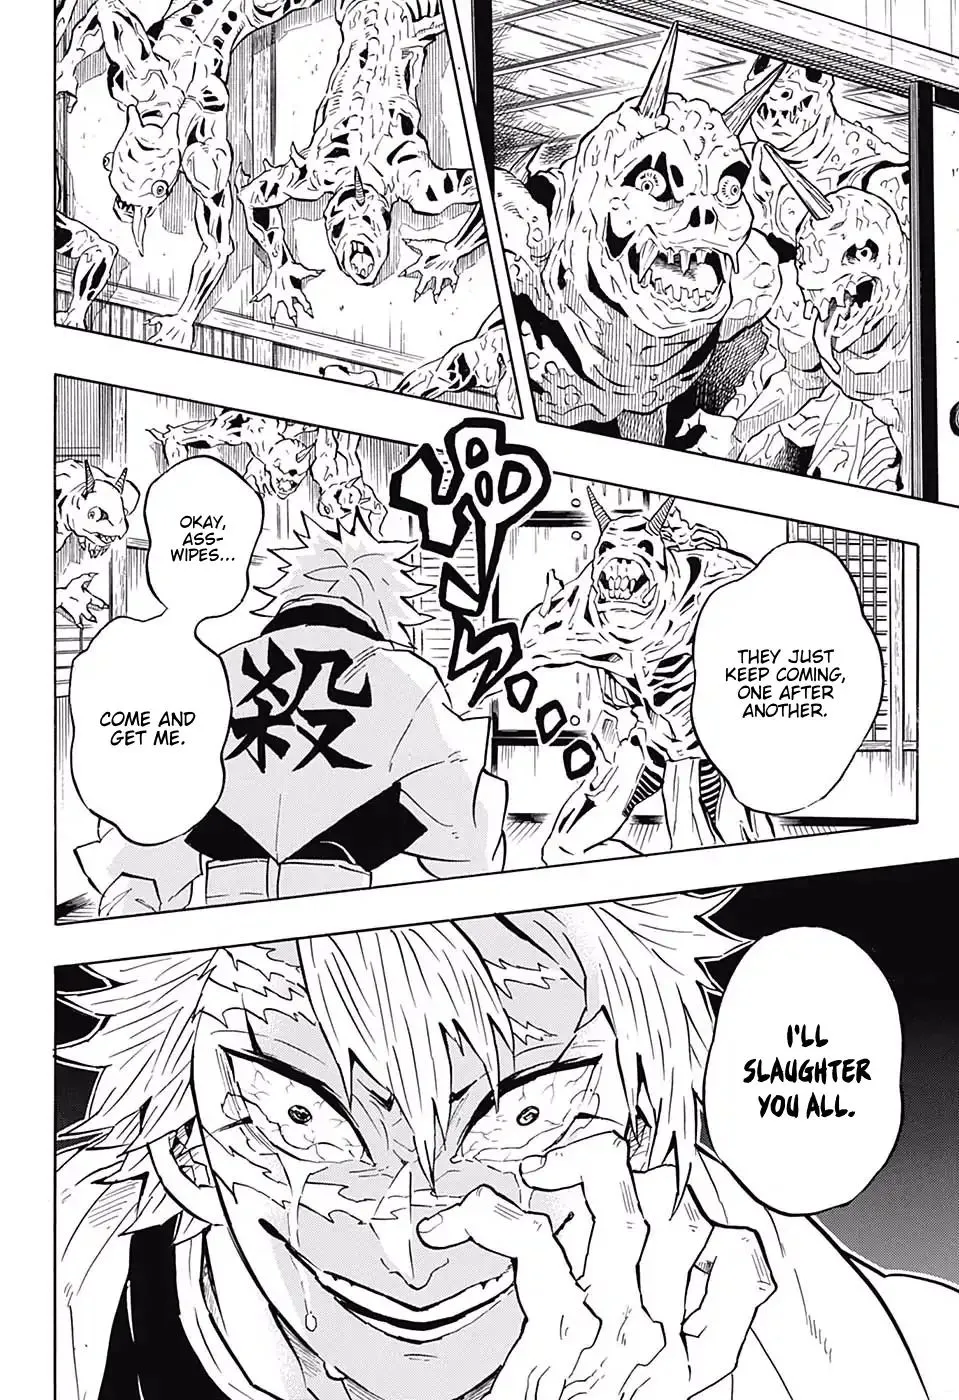 THEY JUST
KEEP COMING,
ONE AFTER
ANOTHER.
OKAY,
ASS-
WIPES...
COME AND
GET ME.
殺
I'LL
SLAUGHTER
YOU ALL.